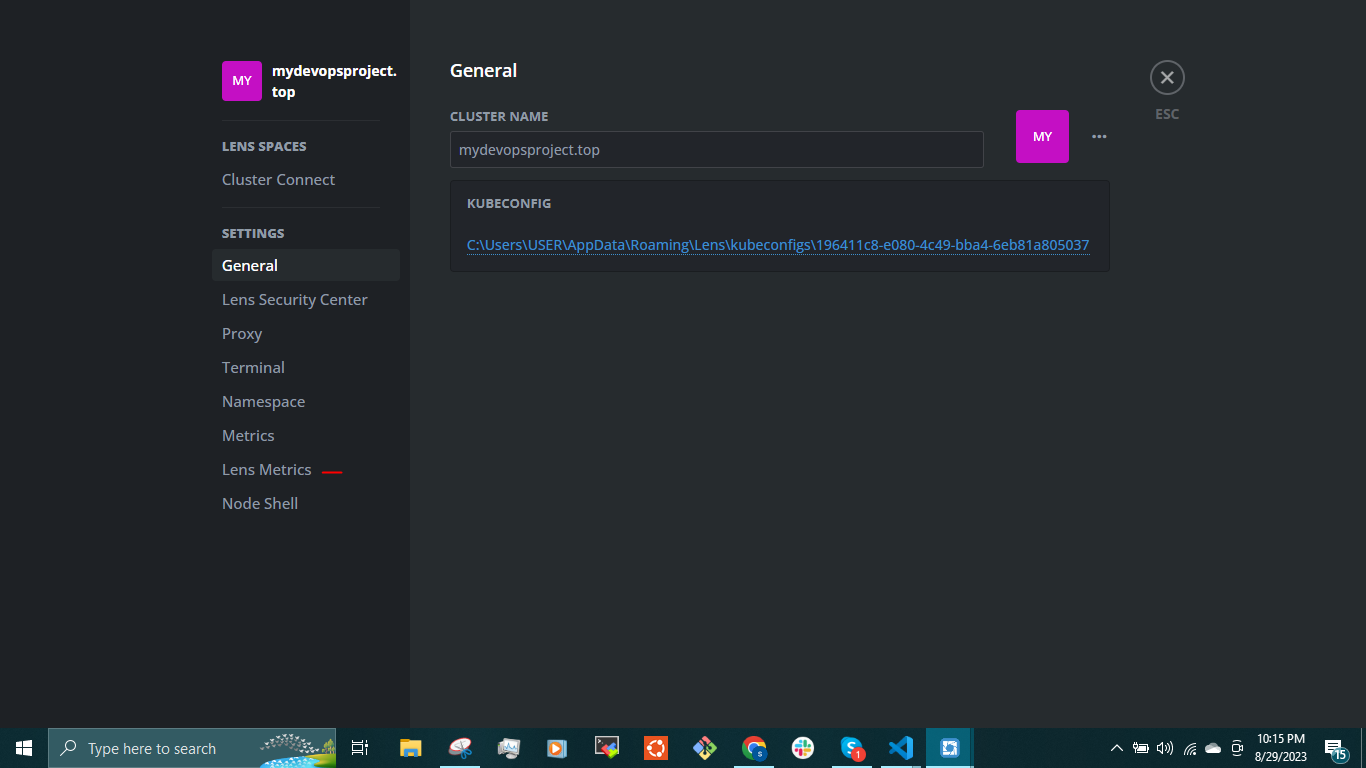 MY
mydevopsproject.
top
LENS SPACES
Cluster Connect
SETTINGS
General
Lens Security Center
Proxy
Terminal
Namespace
Metrics
Lens Metrics
Node Shell
General
CLUSTER NAME
mydevopsproject.top
MY
ESC
KUBECONFIG
C:\Users\USER\AppData\Roaming\Lens\kubeconfigs\196411c8-e080-4c49-bba4-6eb81a805037
Type here to search
S
1
10:15 PM
8/29/2023
15